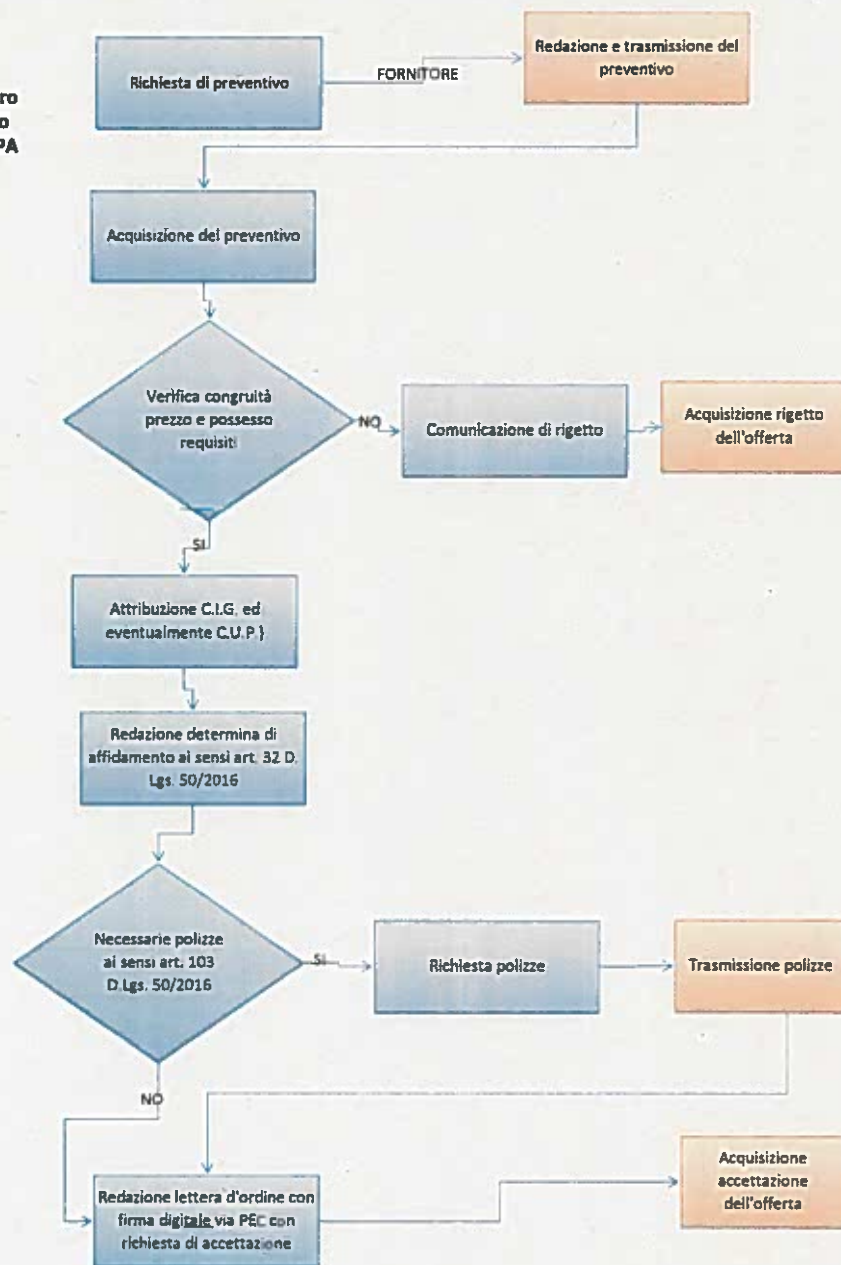 ro
o
PA
Richiesta di preventivo
FORNITORE
Redazione e trasmissione del
preventivo
Acquisizione del preventivo
Verifica congruità
prezzo e possesso
requisiti
NO
Comunicazione di rigetto
Acquisizione rigetto
dell'offerta
SI
Attribuzione C.I.G. ed
eventualmente C.U.P.}
Redazione determina di
affidamento ai sensi art. 32 D.
Lgs. 50/2016
Necessarie polizze
ai sensi art. 103
D.Lgs. 50/2016
SI
Richiesta polizze
Trasmissione polizze
NO
Redazione lettera d'ordine con
firma digitale via PEC con
richiesta di accettazione
Acquisizione
accettazione
dell'offerta